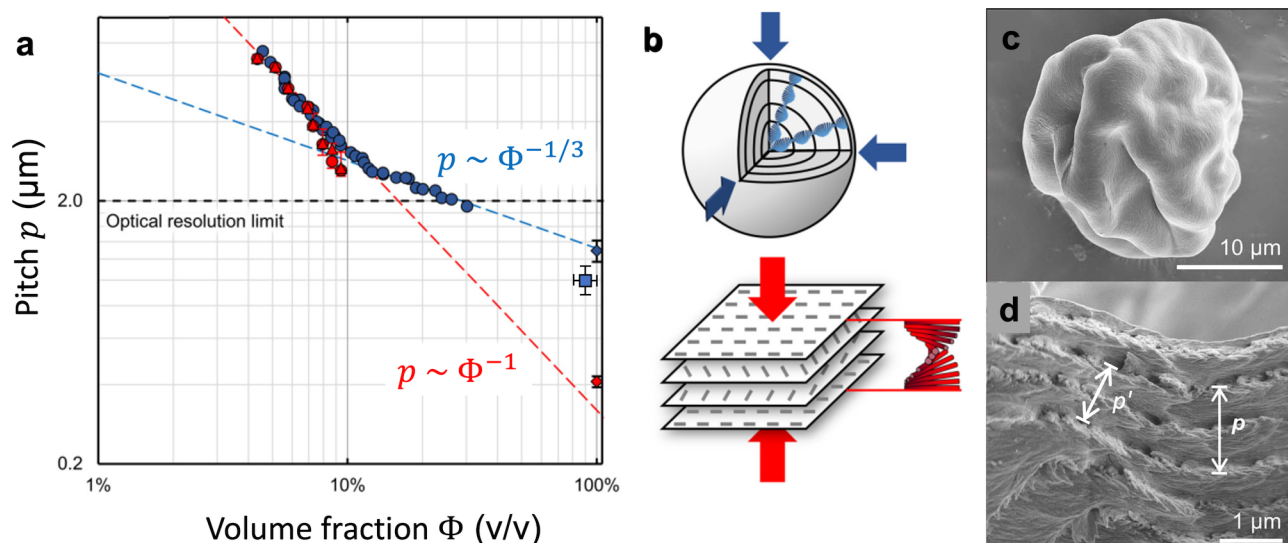 a
Pitch p (μm)
2.0
0.2
Optical resolution limit
p ~ Φ^{-1/3}
p ~ Φ^{-1}
1%
10%
100%
Volume fraction Φ (v/v)
b
c
10 μm
d
p'
p
1 μm